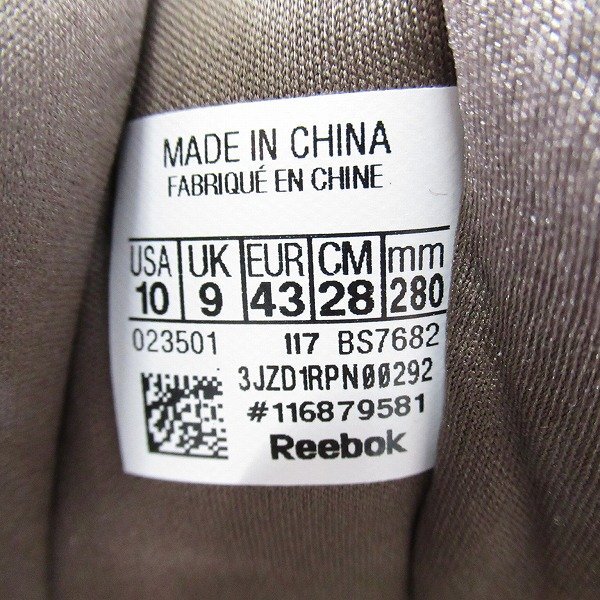 MADE IN CHINA
FABRIQUÉ EN CHINE
USA UK EUR CM mm
10 9 43 28 280
023501 117 BS7682
3JZD1RPN00292
#116879581
Reebok